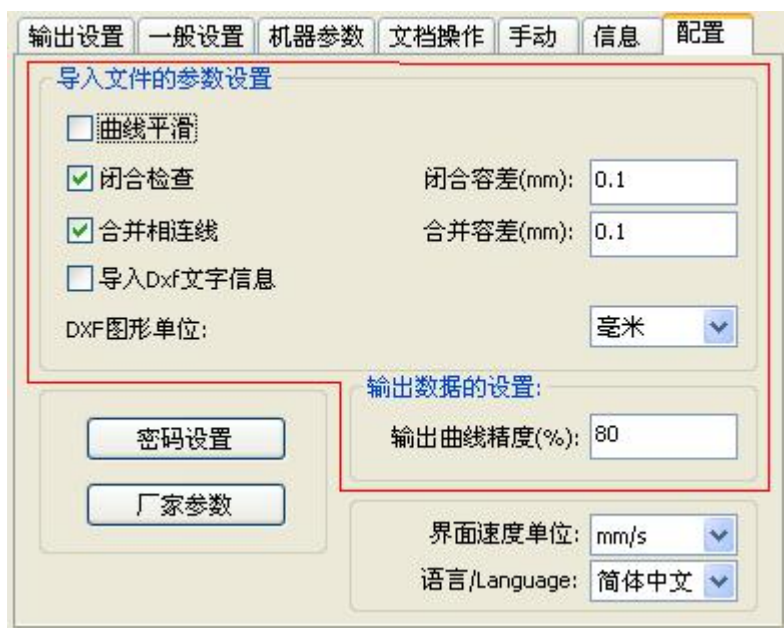 输出设置 一般设置 机器参数 文档操作 手动 信息 配置
导入文件的参数设置
曲线平滑
闭合检查 闭合容差(mm): 0.1
合并相连线 合并容差(mm): 0.1
导入Dxf文字信息
DXF图形单位: 毫米
输出数据的设置:
密码设置 输出曲线精度(%): 80
厂家参数
界面速度单位: mm/s
语言/Language: 简体中文